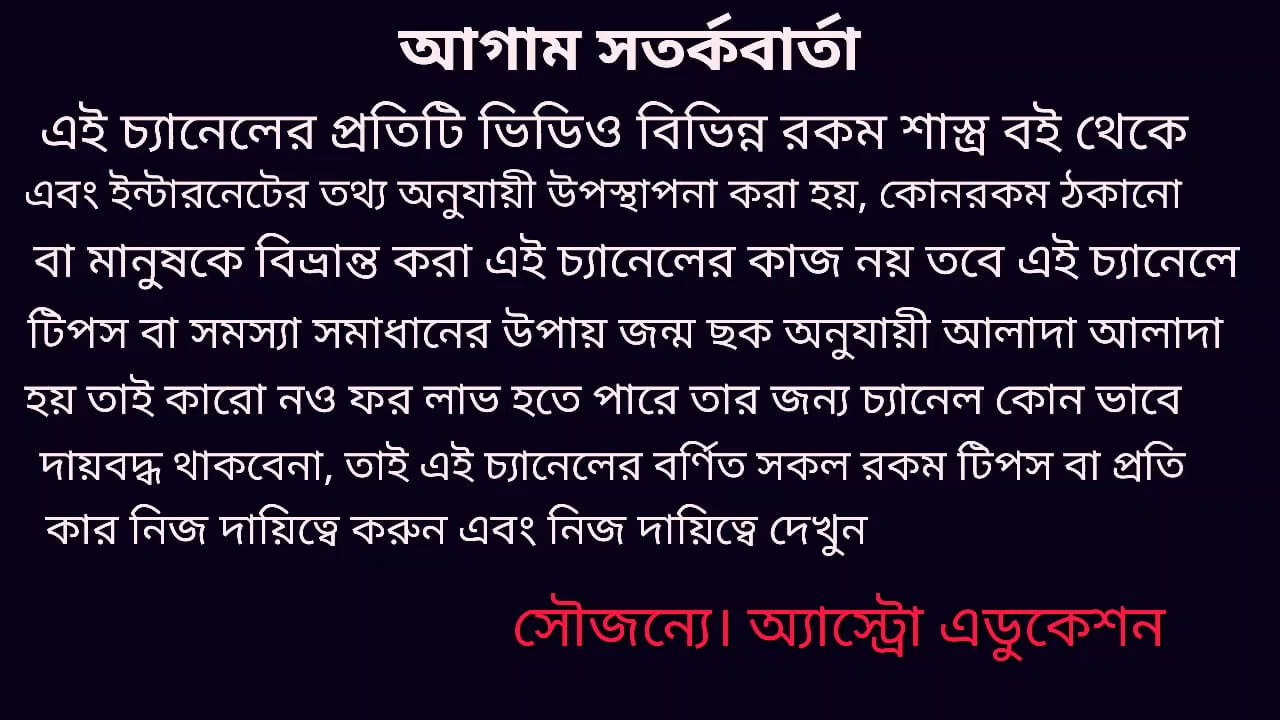 আগাম সতর্কবার্তা
এই চ্যানেলের প্রতিটি ভিডিও বিভিন্ন রকম শাস্ত্র বই থেকে
এবং ইন্টারনেটের তথ্য অনুযায়ী উপস্থাপনা করা হয়, কোনরকম ঠকানো
বা মানুষকে বিভ্রান্ত করা এই চ্যানেলের কাজ নয় তবে এই চ্যানেলে
টিপস বা সমস্যা সমাধানের উপায় জন্ম ছক অনুযায়ী আলাদা আলাদা
হয় তাই কারো নও ফর লাভ হতে পারে তার জন্য চ্যানেল কোন ভাবে
দায়বদ্ধ থাকবেনা, তাই এই চ্যানেলের বর্ণিত সকল রকম টিপস বা প্রতি
কার নিজ দায়িত্বে করুন এবং নিজ দায়িত্বে দেখুন
সৌজন্যে। অ্যাস্ট্রো এডুকেশন